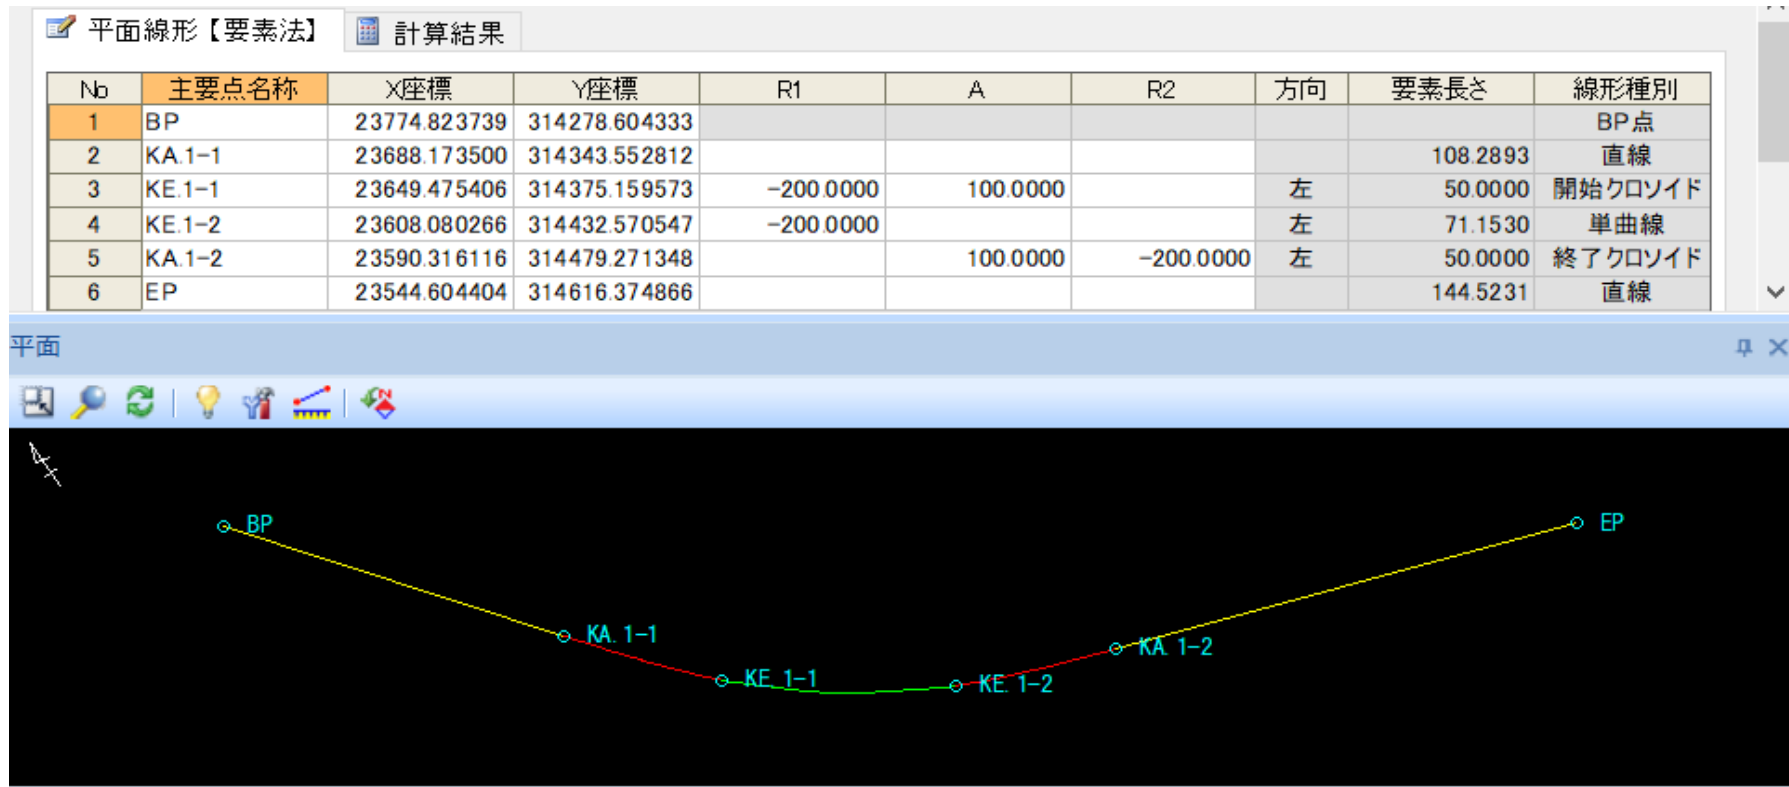 平面線形【要素法】 計算結果
No 主要点名称 X座標 Y座標 R1 A R2 方向 要素長さ 線形種別
1 BP 23774.823739 314278.604333 BP点
2 KA.1-1 23688.173500 314343.552812 108.2893 直線
3 KE.1-1 23649.475406 314375.159573 -200.0000 100.0000 左 50.0000 開始クロソイド
4 KE.1-2 23608.080266 314432.570547 -200.0000 左 71.1530 単曲線
5 KA.1-2 23590.316116 314479.271348 100.0000 -200.0000 左 50.0000 終了クロソイド
6 EP 23544.604404 314616.374866 144.5231 直線
平面
BP
EP
KA.1-1
KA.1-2
KE.1-1
KE.1-2